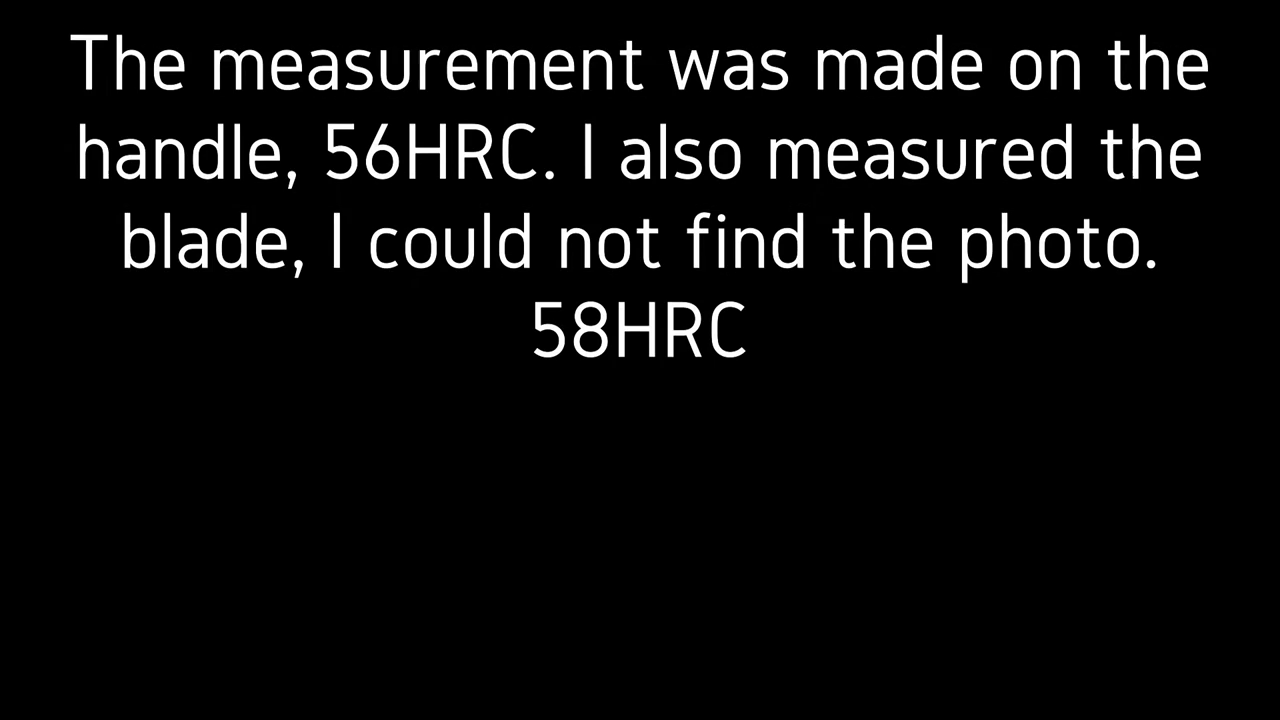 The measurement was made on the
handle, 56HRC. I also measured the
blade, I could not find the photo.
58HRC